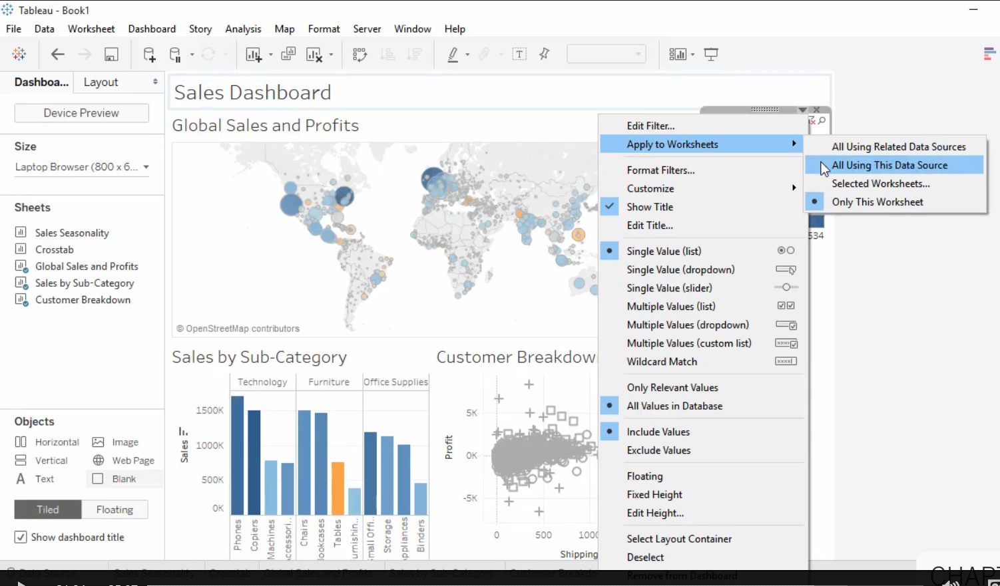 Tableau - Book1
File Data Worksheet Dashboard Story Analysis Map Format Server Window Help
Dashboa... Layout
Device Preview
Size
Laptop Browser (800 x 6...
Sheets
Sales Seasonality
Crosstab
Global Sales and Profits
Sales by Sub-Category
Customer Breakdown
Objects
Horizontal Image
Vertical Web Page
Text Blank
Tiled Floating
Show dashboard title
Sales Dashboard
Global Sales and Profits
© OpenStreetMap contributors
Sales by Sub-Category
Technology Furniture Office Supplies
1500K
1000K
500K
0K
Sales
Phones
Copiers
Machines
Accessori..
Chairs
Bookcases
Tables
Furnishin..
Small Offi..
Storage
Appliances
Binders
Customer Breakdow
5K
0K
-5K
Profit
0 500 1000
Shipping
Edit Filter...
Apply to Worksheets
Format Filters...
Customize
Show Title
Edit Title...
Single Value (list)
Single Value (dropdown)
Single Value (slider)
Multiple Values (list)
Multiple Values (dropdown)
Multiple Values (custom list)
Wildcard Match
Only Relevant Values
All Values in Database
Include Values
Exclude Values
Floating
Fixed Height
Edit Height...
Select Layout Container
Deselect
Remove from Dashboard
All Using Related Data Sources
All Using This Data Source
Selected Worksheets...
Only This Worksheet
534